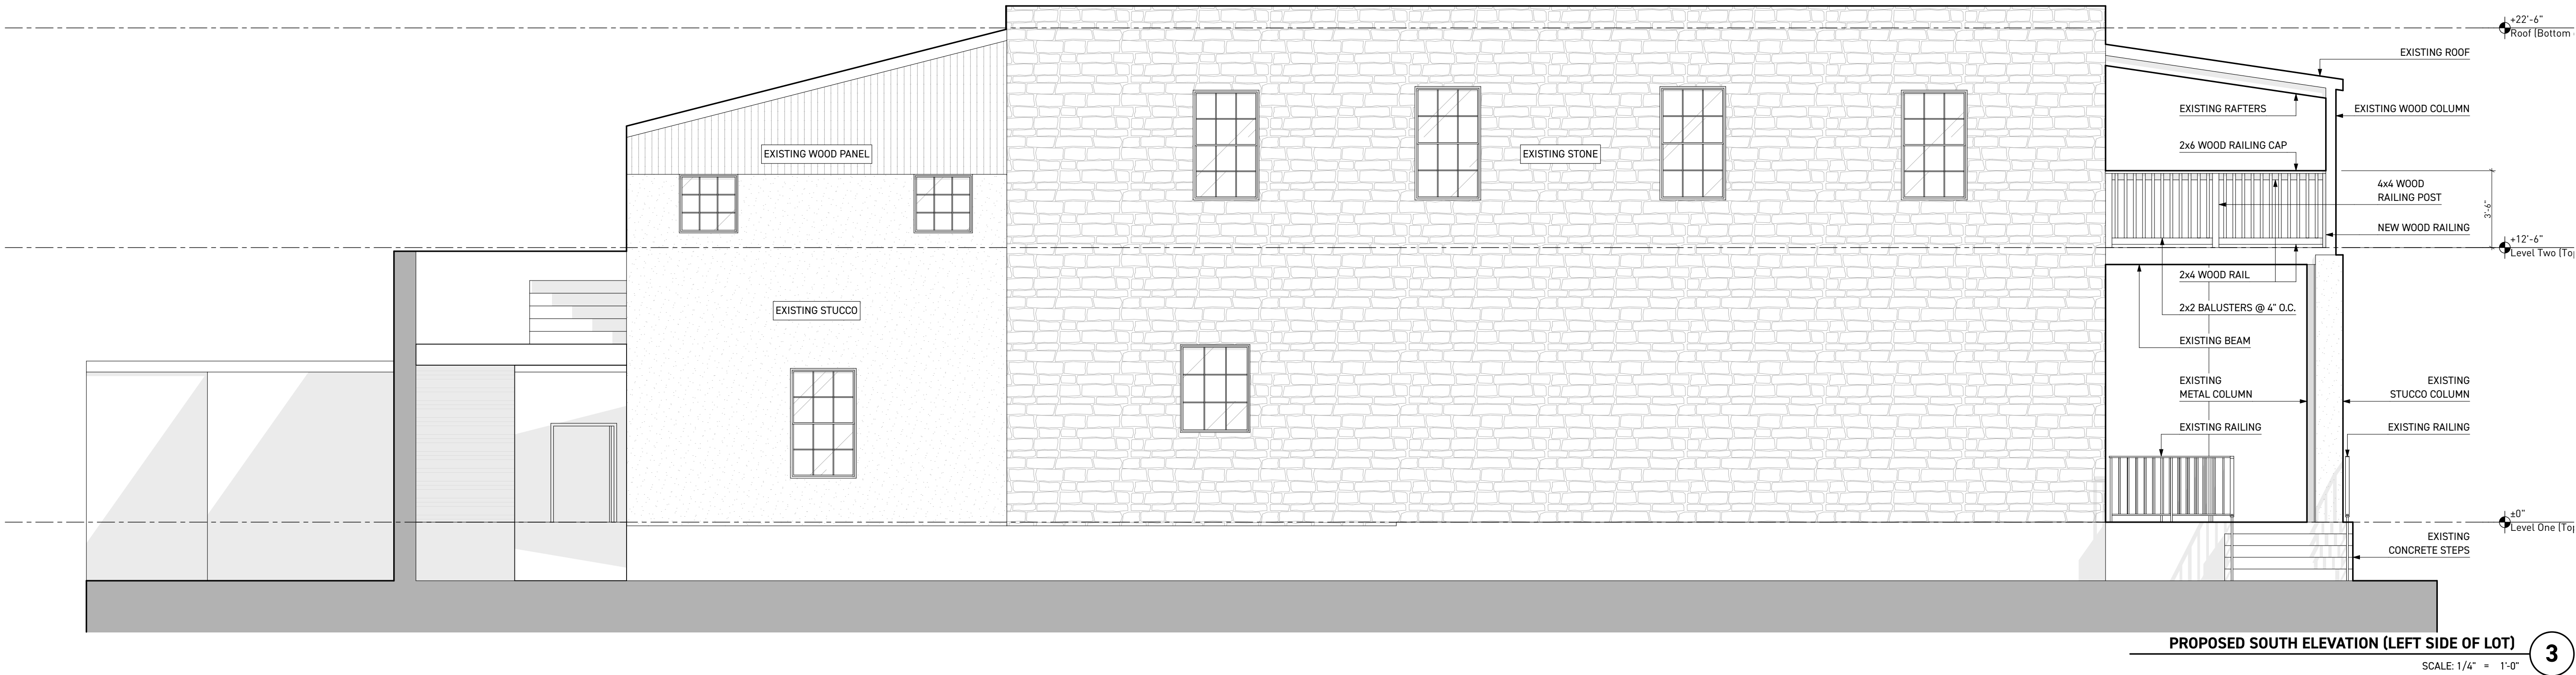 +22'-6"
Roof (Bottom
EXISTING ROOF
EXISTING RAFTERS
EXISTING WOOD COLUMN
2x6 WOOD RAILING CAP
EXISTING WOOD PANEL
EXISTING STONE
4x4 WOOD
RAILING POST
3'-6"
NEW WOOD RAILING
+12'-6"
Level Two (To
2x4 WOOD RAIL
2x2 BALUSTERS @ 4" O.C.
EXISTING STUCCO
EXISTING BEAM
EXISTING
METAL COLUMN
EXISTING
STUCCO COLUMN
EXISTING RAILING
EXISTING RAILING
±0"
Level One (To
EXISTING
CONCRETE STEPS
PROPOSED SOUTH ELEVATION (LEFT SIDE OF LOT)
3
SCALE: 1/4" = 1'-0"